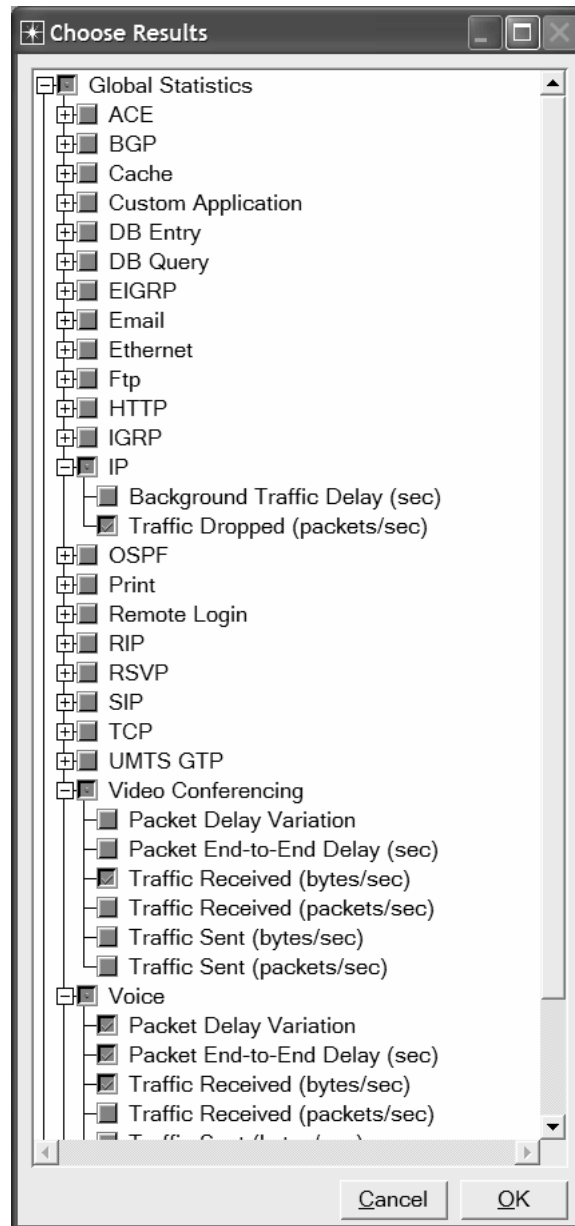 Choose Results
Global Statistics
ACE
BGP
Cache
Custom Application
DB Entry
DB Query
EIGRP
Email
Ethernet
Ftp
HTTP
IGRP
IP
Background Traffic Delay (sec)
Traffic Dropped (packets/sec)
OSPF
Print
Remote Login
RIP
RSVP
SIP
TCP
UMTS GTP
Video Conferencing
Packet Delay Variation
Packet End-to-End Delay (sec)
Traffic Received (bytes/sec)
Traffic Received (packets/sec)
Traffic Sent (bytes/sec)
Traffic Sent (packets/sec)
Voice
Packet Delay Variation
Packet End-to-End Delay (sec)
Traffic Received (bytes/sec)
Traffic Received (packets/sec)
Traffic Sent (bytes/sec)
Cancel OK